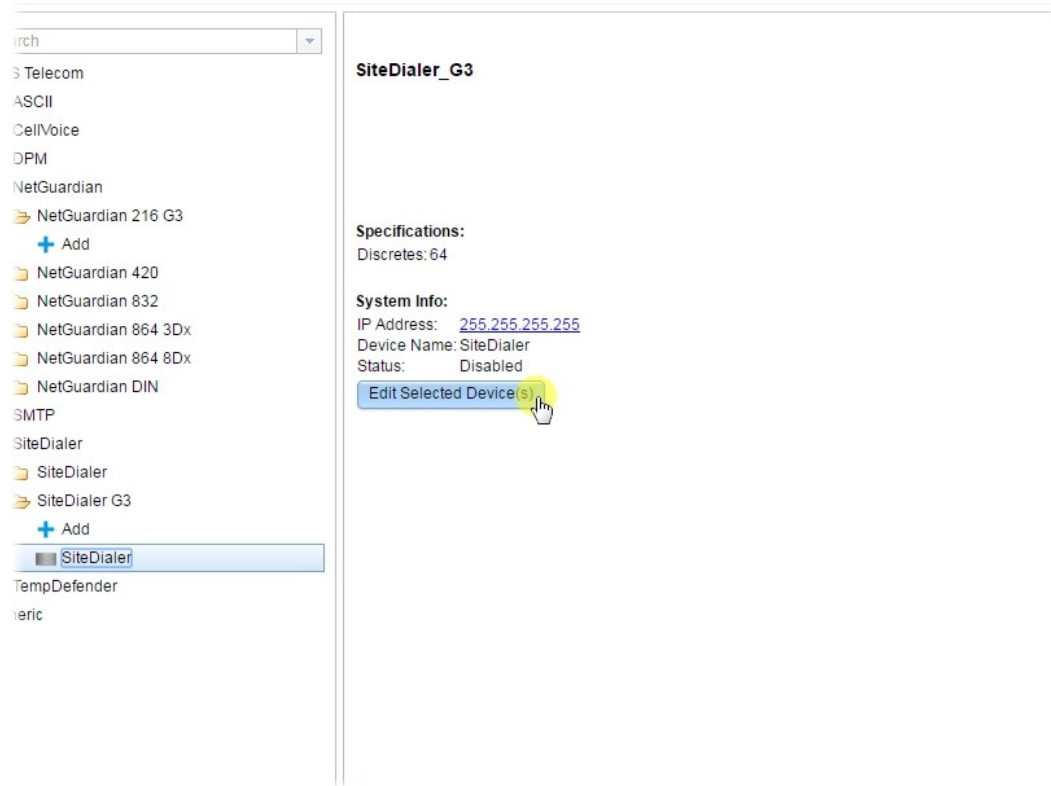 Telecom
ASCII
CellVoice
DPM
NetGuardian
NetGuardian 216 G3
Add
NetGuardian 420
NetGuardian 832
NetGuardian 864 3Dx
NetGuardian 864 8Dx
NetGuardian DIN
SMTP
SiteDialer
SiteDialer
SiteDialer G3
Add
SiteDialer
TempDefender
SiteDialer_G3
Specifications:
Discretes: 64
System Info:
IP Address: 255.255.255.255
Device Name: SiteDialer
Status: Disabled
Edit Selected Device(s)